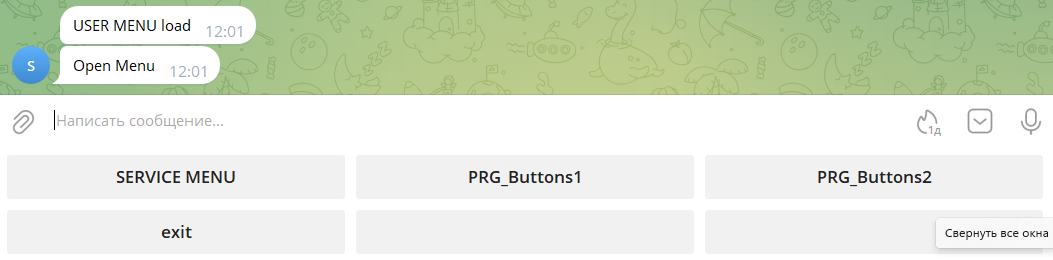 USER MENU load 12:01
S
Open Menu 12:01
Написать сообщение...
1д
SERVICE MENU PRG_Buttons1 PRG_Buttons2
exit
Свернуть все окна